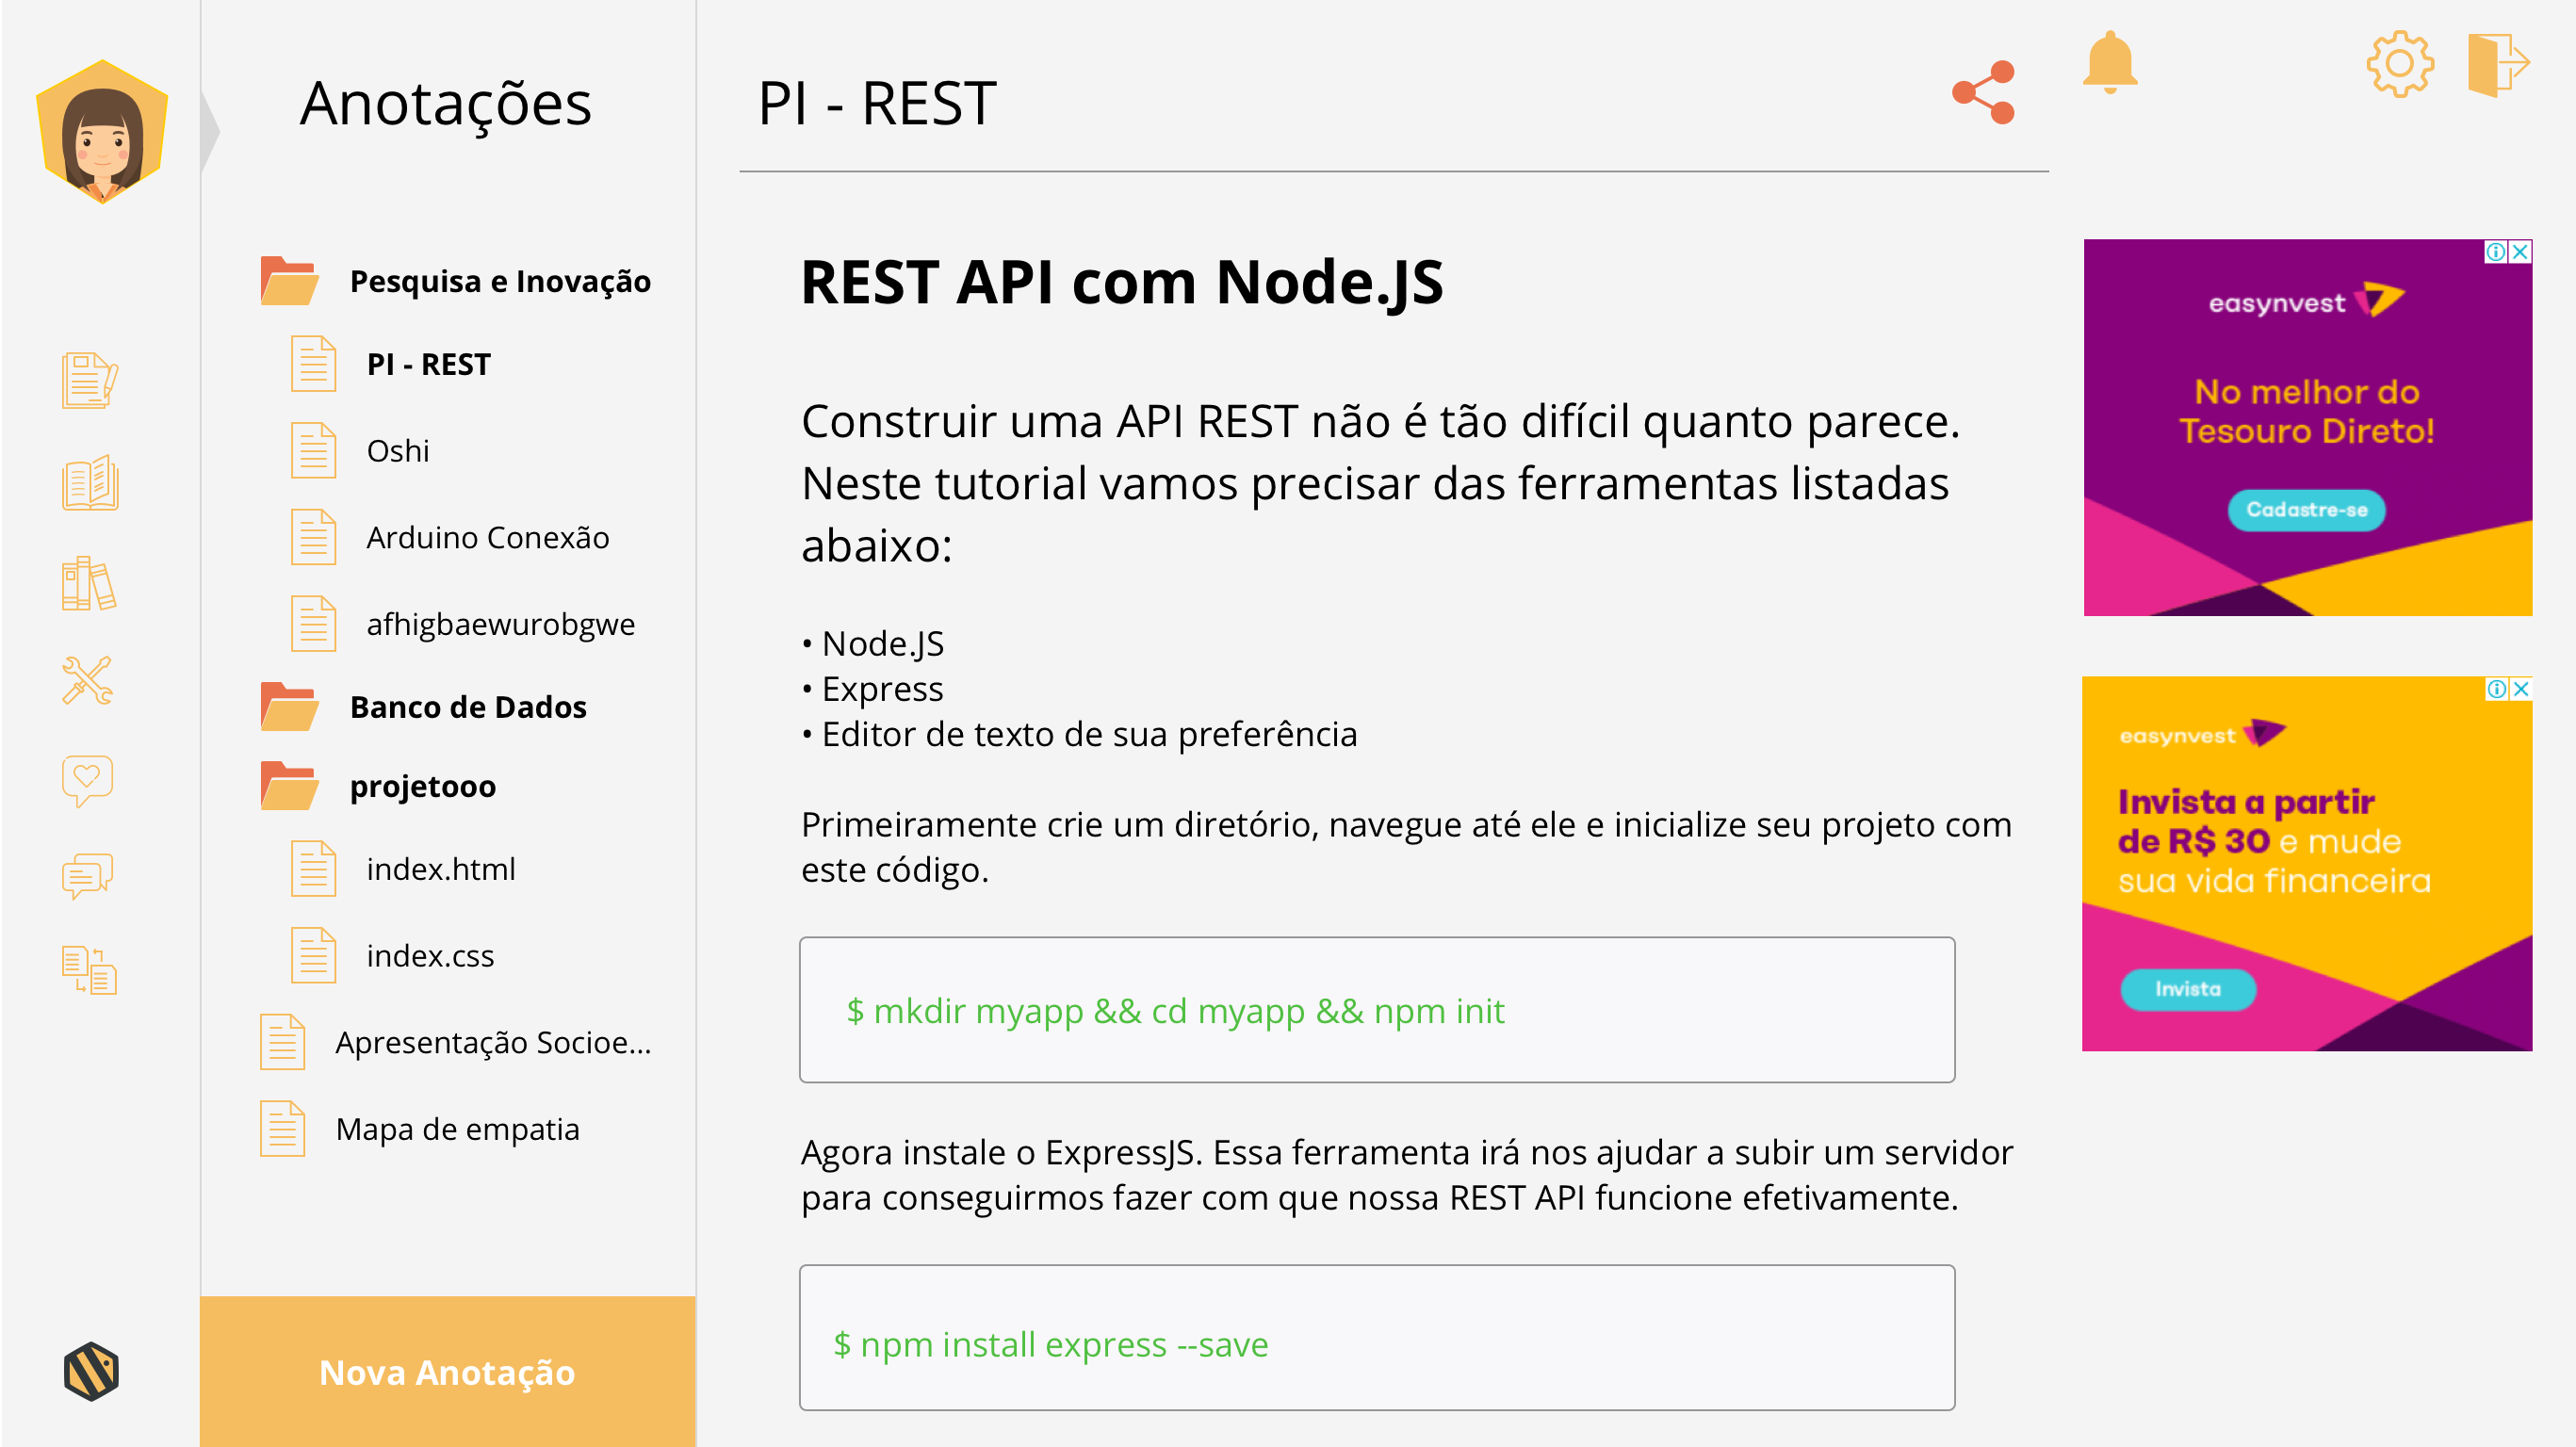 Anotações
Pesquisa e Inovação
PI - REST
Oshi
Arduino Conexão
afhigbaewurobgwe
Banco de Dados
projetooo
index.html
index.css
Apresentação Socioe...
Mapa de empatia
Nova Anotação
PI - REST
REST API com Node.JS
Construir uma API REST não é tão difícil quanto parece.
Neste tutorial vamos precisar das ferramentas listadas
abaixo:
• Node.JS
• Express
• Editor de texto de sua preferência
Primeiramente crie um diretório, navegue até ele e inicialize seu projeto com
este código.
$ mkdir myapp && cd myapp && npm init
Agora instale o ExpressJS. Essa ferramenta irá nos ajudar a subir um servidor
para conseguirmos fazer com que nossa REST API funcione efetivamente.
$ npm install express --save
easynvest
No melhor do
Tesouro Direto!
Cadastre-se
easynvest
Invista a partir
de R$ 30 e mude
sua vida financeira
Invista